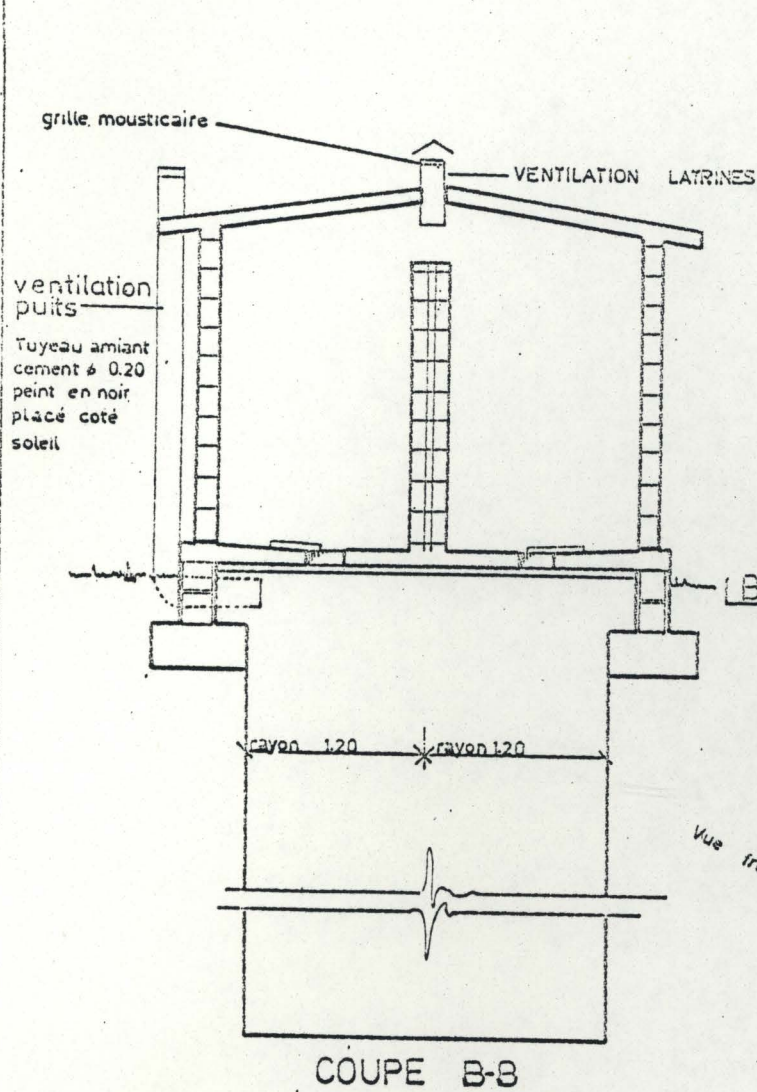 grille mousticaire
VENTILATION LATRINES
ventilation
puits
Tuyeau amiant
cement ø 0.20
peint en noir
placé coté
soleil
B
rayon 1.20
rayon 1.20
Vue
COUPE B-B